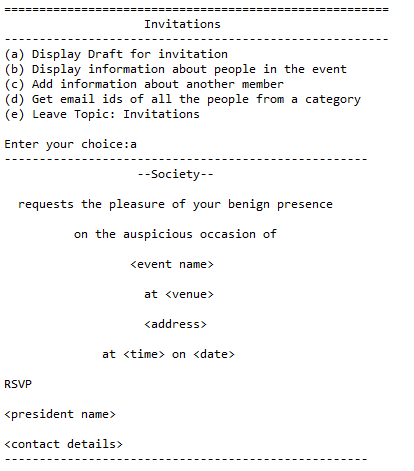 =======================================================
Invitations
-------------------------------------------------------
(a) Display Draft for invitation
(b) Display information about people in the event
(c) Add information about another member
(d) Get email ids of all the people from a category
(e) Leave Topic: Invitations
Enter your choice:a
----------------------------------------------------
--Society--
requests the pleasure of your benign presence
on the auspicious occasion of
<event name>
at <venue>
<address>
at <time> on <date>
RSVP
<president name>
<contact details>
----------------------------------------------------